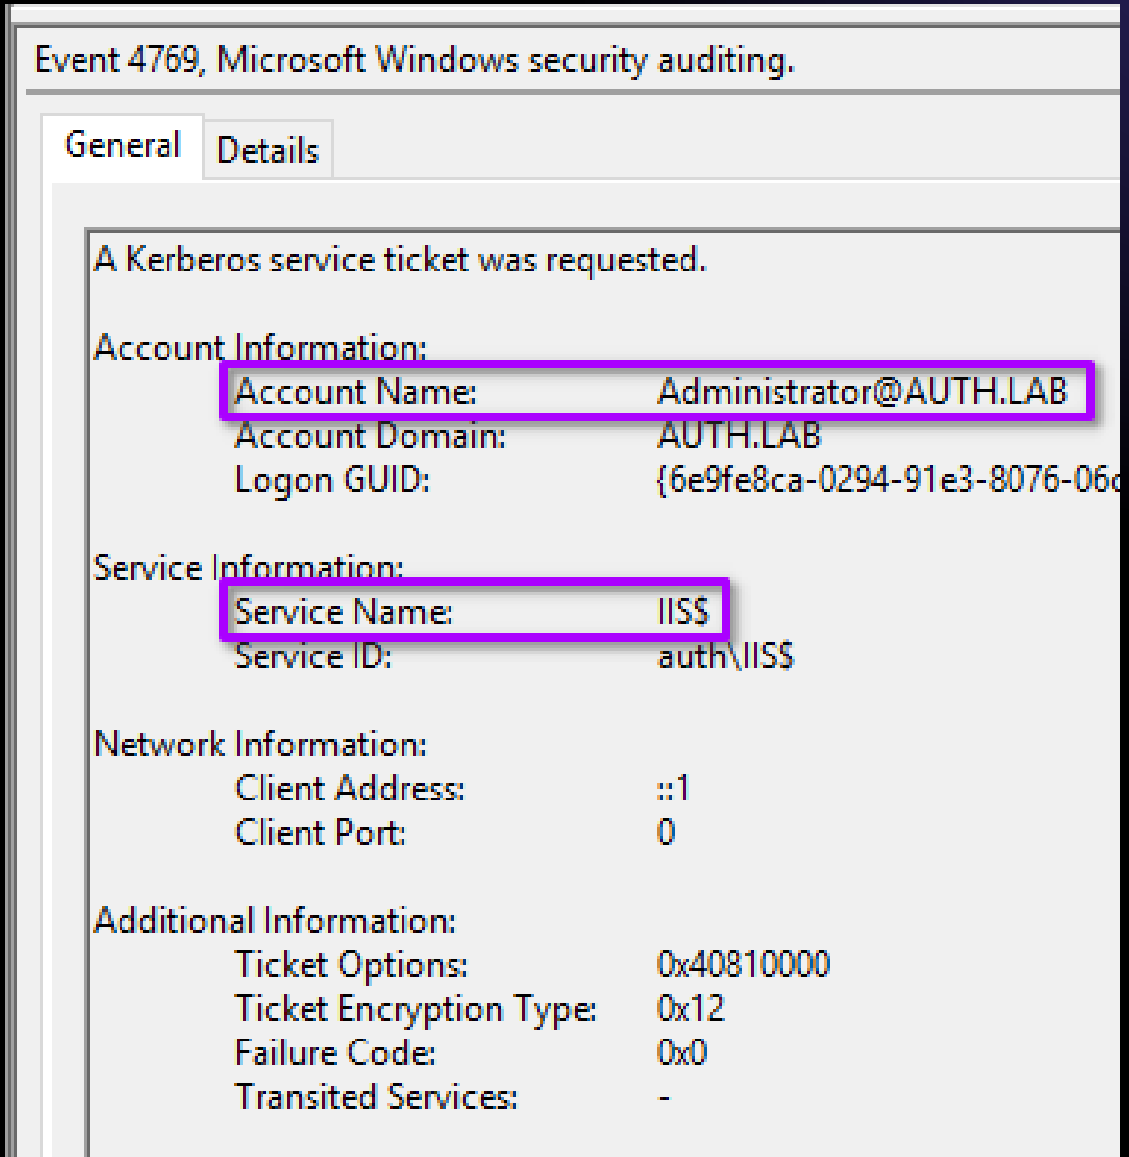 Event 4769, Microsoft Windows security auditing.
General Details
A Kerberos service ticket was requested.
Account Information:
Account Name: Administrator@AUTH.LAB
Account Domain: AUTH.LAB
Logon GUID: {6e9fe8ca-0294-91e3-8076-06
Service Information:
Service Name: IIS$
Service ID: auth\IIS$
Network Information:
Client Address: ::1
Client Port: 0
Additional Information:
Ticket Options: 0x40810000
Ticket Encryption Type: 0x12
Failure Code: 0x0
Transited Services: -